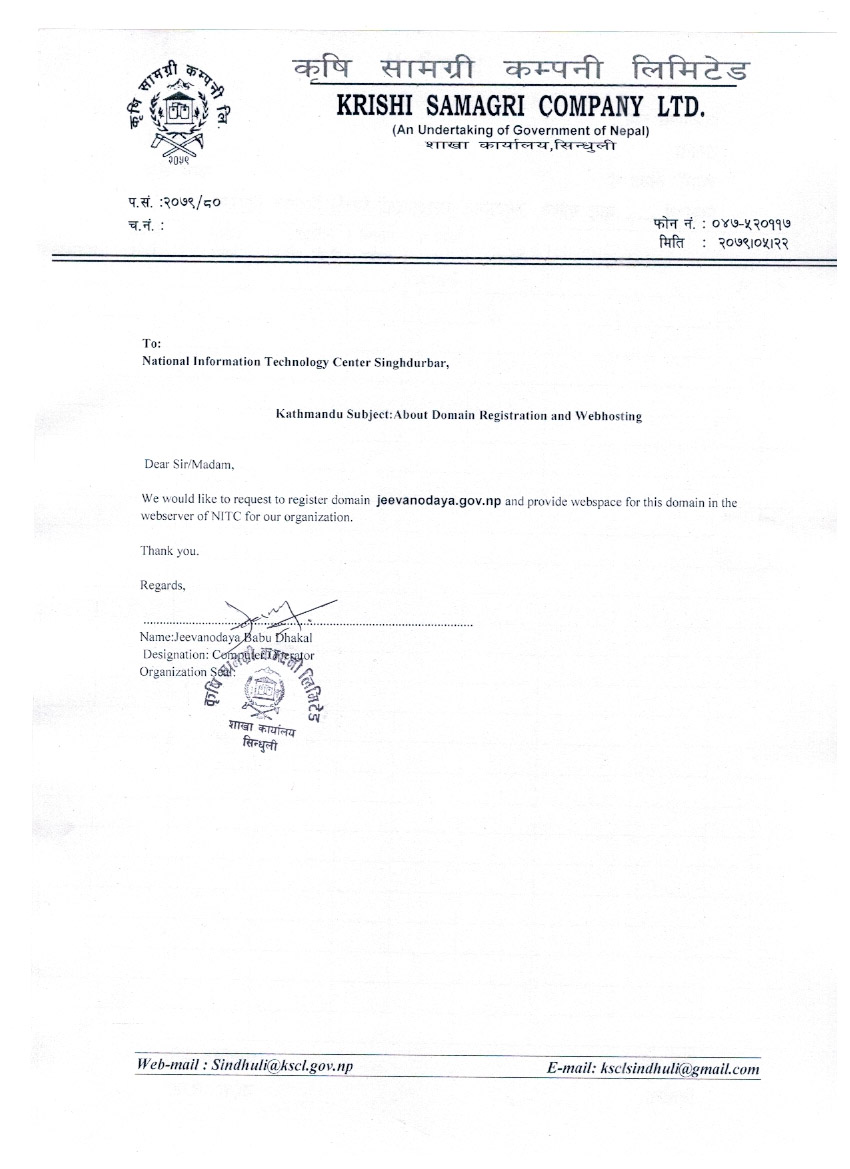 कृषि सामग्री कम्पनी लि.
२०५९
कृषि सामग्री कम्पनी लिमिटेड
KRISHI SAMAGRI COMPANY LTD.
(An Undertaking of Government of Nepal)
शाखा कार्यालय,सिन्धुली
प.सं. :२०७९/८०
च.नं. :
फोन नं. : ०४७-५२०११७
मिति : २०७९।०५।२२
To:
National Information Technology Center Singhdurbar,
Kathmandu Subject:About Domain Registration and Webhosting
Dear Sir/Madam,
We would like to request to register domain jeevanodaya.gov.np and provide webspace for this domain in the
webserver of NITC for our organization.
Thank you.
Regards,
Name:Jeevanodaya Babu Dhakal
Designation: Computer Operator
Organization Seal:
कृषि सामग्री कम्पनी लिमिटेड
शाखा कार्यालय
सिन्धुली
Web-mail : Sindhuli@kscl.gov.np
E-mail: ksclsindhuli@gmail.com